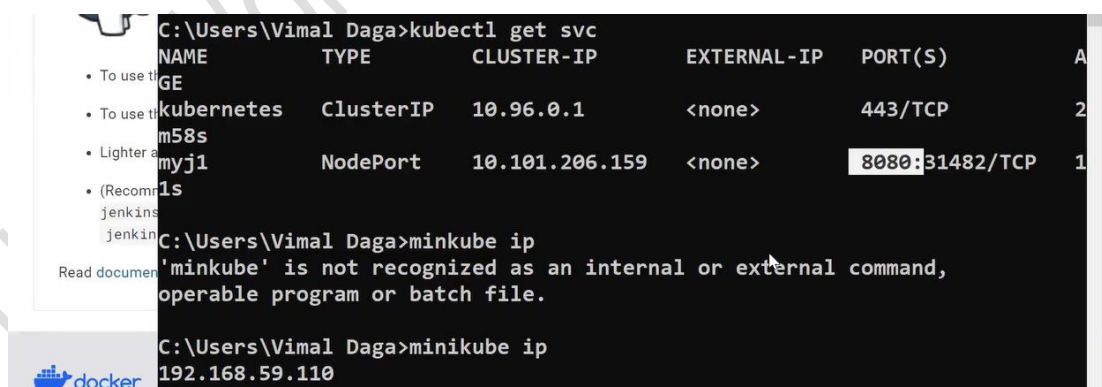 C:\Users\Vimal Daga>kubectl get svc
NAME TYPE CLUSTER-IP EXTERNAL-IP PORT(S) A
GE
kubernetes ClusterIP 10.96.0.1 <none> 443/TCP 2
m58s
myj1 NodePort 10.101.206.159 <none> 8080:31482/TCP 1
1s
C:\Users\Vimal Daga>minkube ip
'minkube' is not recognized as an internal or external command,
operable program or batch file.
C:\Users\Vimal Daga>minikube ip
192.168.59.110
• To use th
• To use th
• Lighter a
• (Recomm
jenkins
jenkin
Read documen
docker